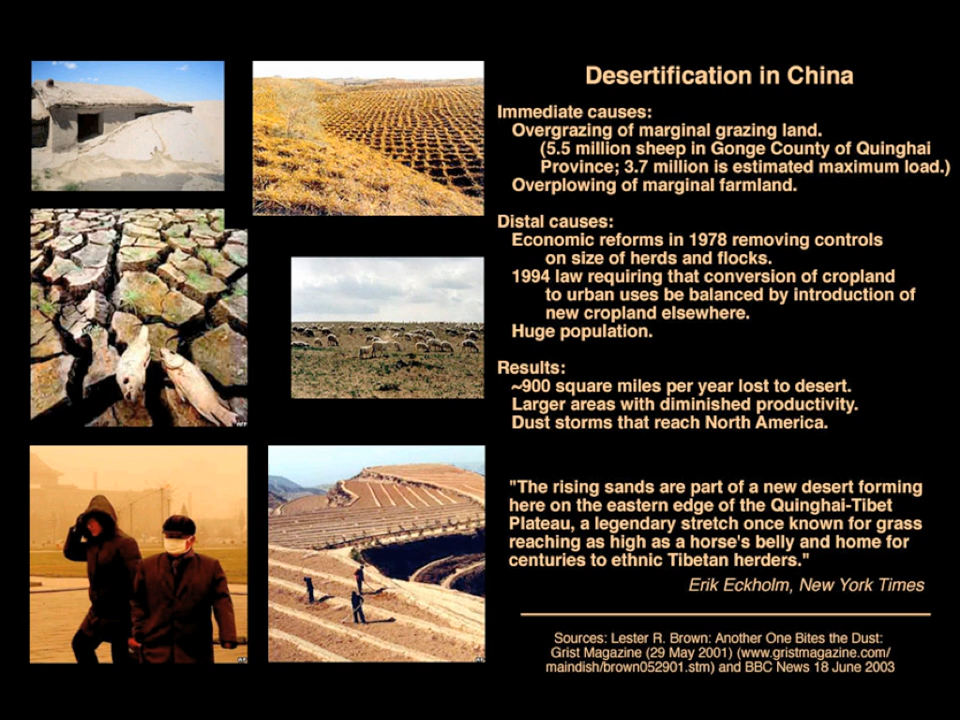 Desertification in China
Immediate causes:
Overgrazing of marginal grazing land.
(5.5 million sheep in Gonge County of Quinghai
Province; 3.7 million is estimated maximum load.)
Overplowing of marginal farmland.
Distal causes:
Economic reforms in 1978 removing controls
on size of herds and flocks.
1994 law requiring that conversion of cropland
to urban uses be balanced by introduction of
new cropland elsewhere.
Huge population.
Results:
~900 square miles per year lost to desert.
Larger areas with diminished productivity.
Dust storms that reach North America.
"The rising sands are part of a new desert forming
here on the eastern edge of the Quinghai-Tibet
Plateau, a legendary stretch once known for grass
reaching as high as a horse's belly and home for
centuries to ethnic Tibetan herders."
Erik Eckholm, New York Times
Sources: Lester R. Brown: Another One Bites the Dust:
Grist Magazine (29 May 2001) (www.gristmagazine.com/
maindish/brown052901.stm) and BBC News 18 June 2003